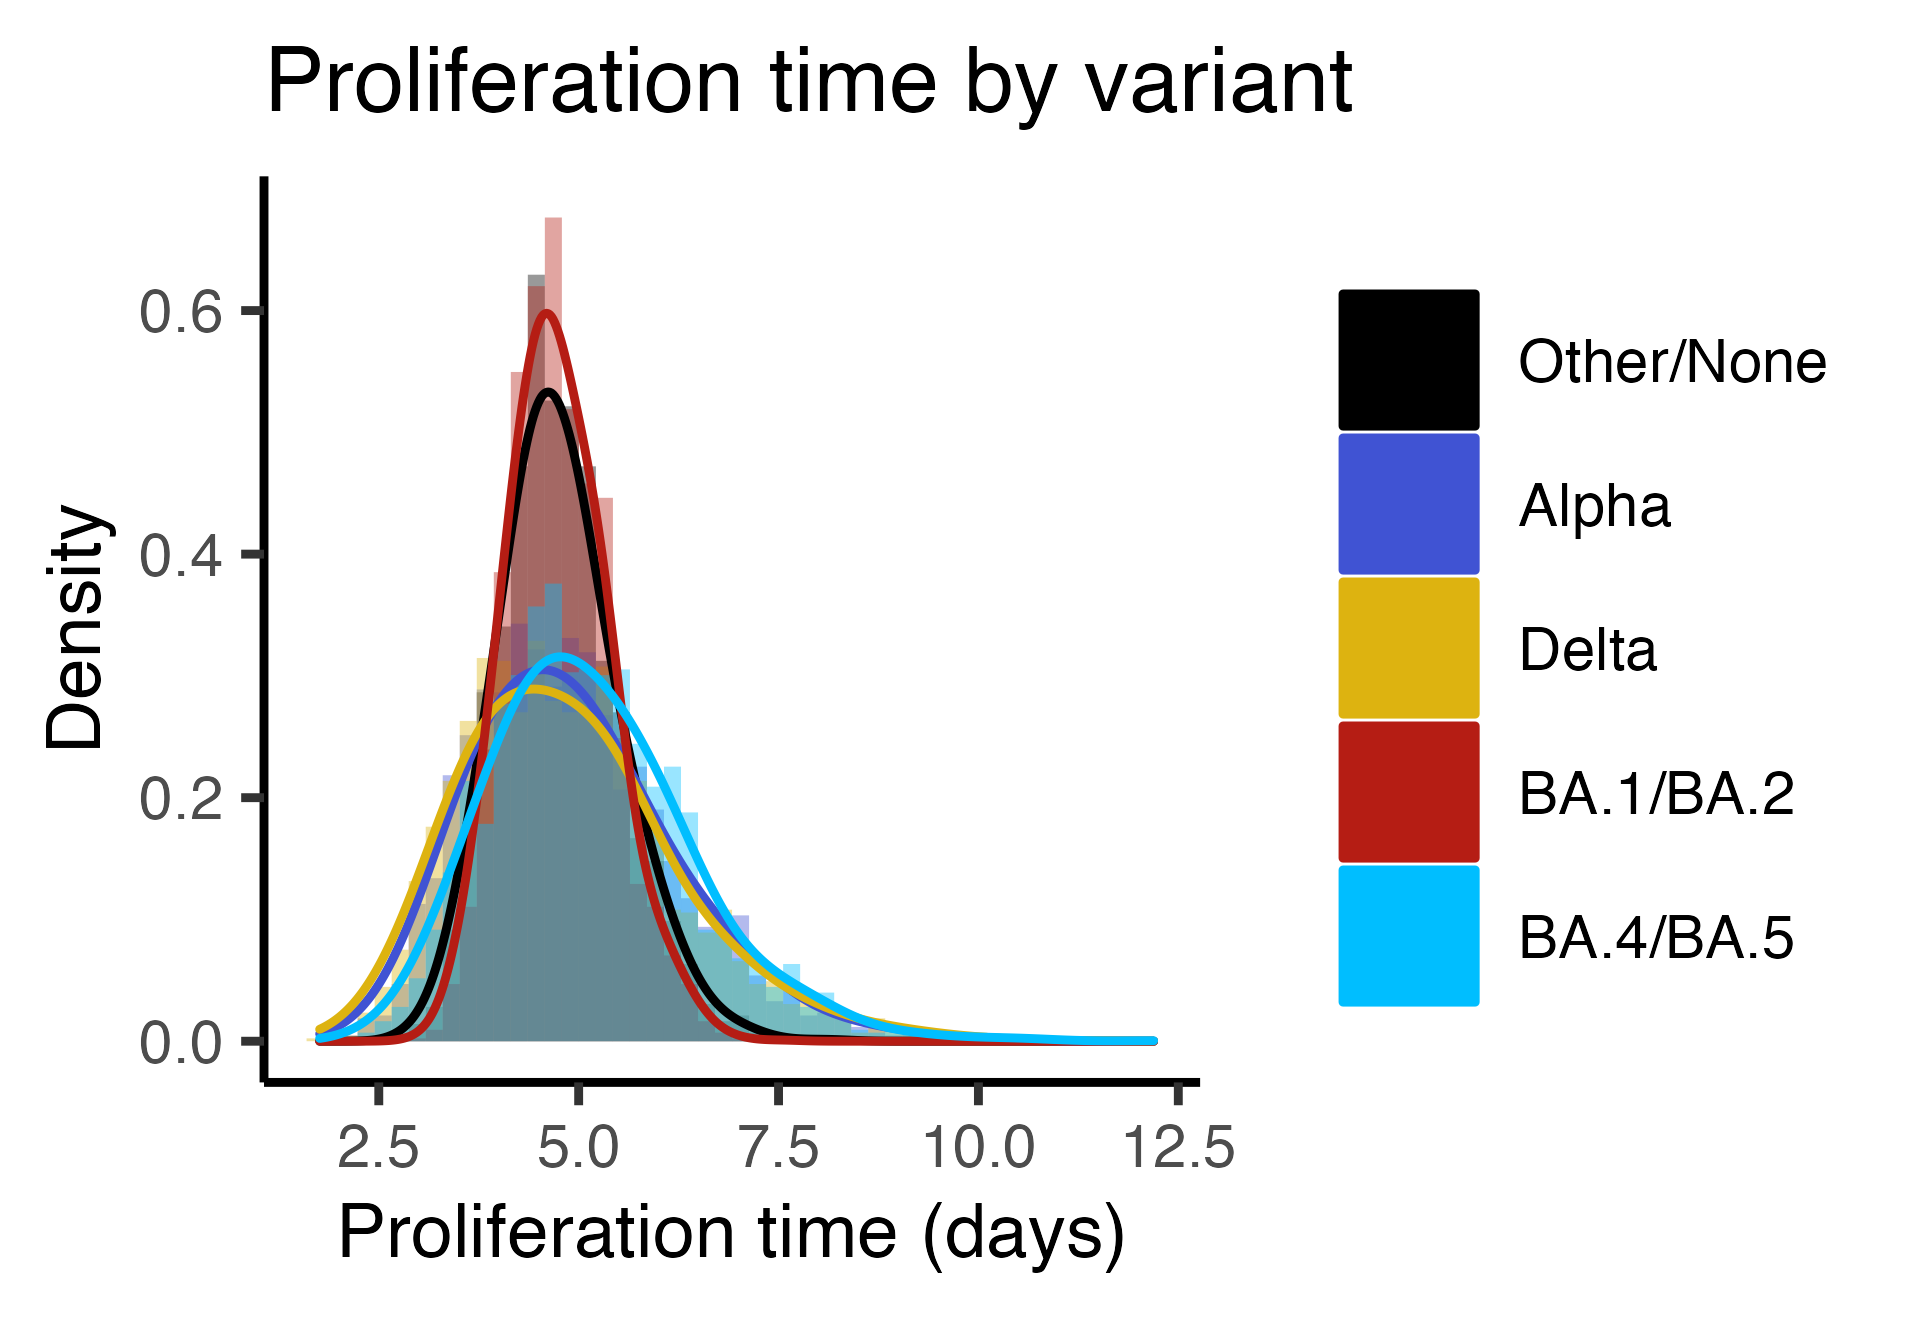 Proliferation time by variant
Density
0.6
0.4
0.2
0.0
2.5 5.0 7.5 10.0 12.5
Proliferation time (days)
Other/None
Alpha
Delta
BA.1/BA.2
BA.4/BA.5